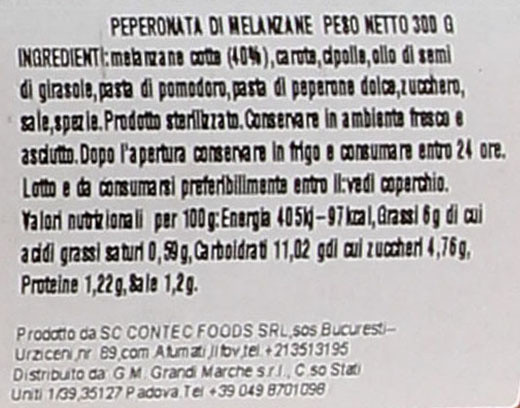 PEPERONATA DI MELANZANE PESO NETTO 300 G
INGREDIENTI:melanzane cotte (40%),carote,cipolle,olio di semi
di girasole,pasta di pomodoro,pasta di peperone dolce,zucchero,
sale,spezie.Prodotto sterilizzato.Conservare in ambiente fresco e
asciutto.Dopo l'apertura conservare in frigo e consumare entro 24 ore.
Lotto e da consumarsi preferibilmente entro il:vedi coperchio.
Valori nutrizionali per 100g:Energia 405kj-97kcal,Grassi 6g di cui
acidi grassi saturi 0,59g,Carboidrati 11,02 gdi cui zuccheri 4,76g,
Proteine 1,22g,Sale 1,2g.
Prodotto da SC CONTEC FOODS SRL,sos.Bucuresti-
Urziceni,nr. 89,com Afumati,Ilfov,tel.+213513195
Distribuito da: G.M. Grandi Marche s.r.l., C.so Stati
Uniti 1/39,35127 Padova.Tel +39 049 8701098